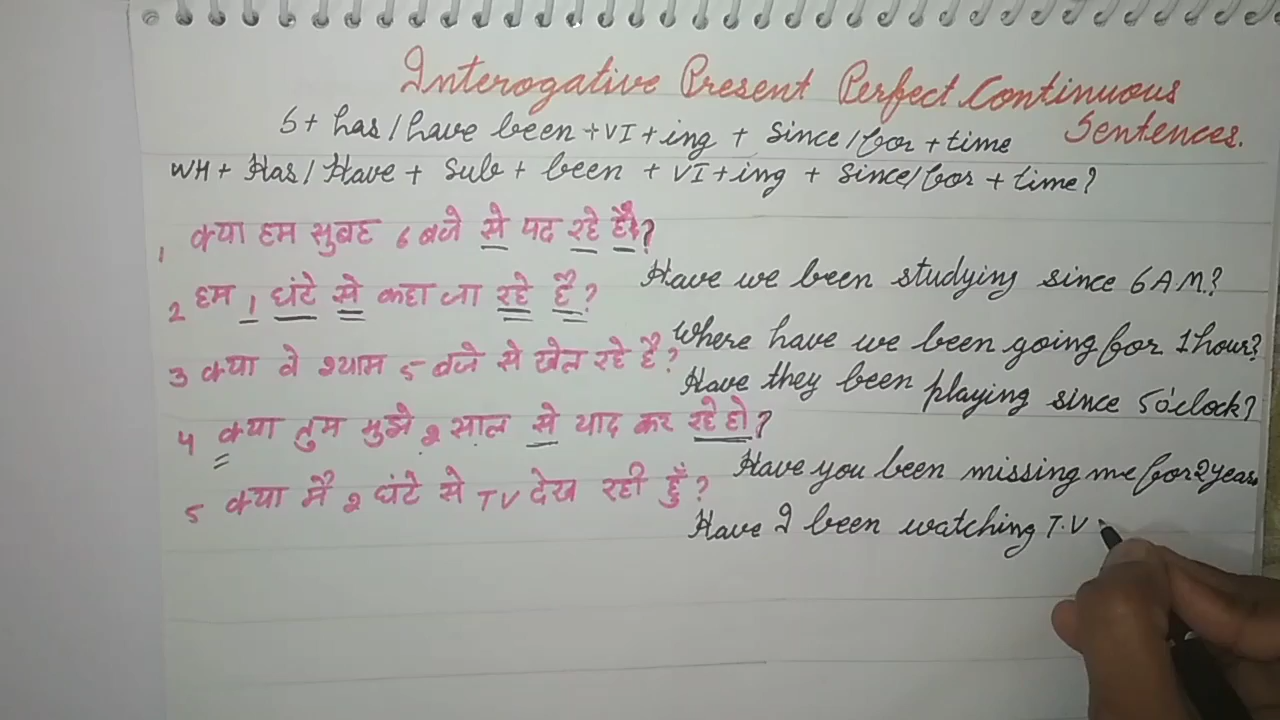 Interogative Present Perfect Continuous
Sentences.
S + has/have been + VI + ing + Since/for + time
WH + Has/Have + Sub + been + VI + ing + Since/for + time?
1 क्या हम सुबह 6 बजे से पढ रहे हैं?
Have we been studying since 6 A.M.?
2 हम 1 घंटे से कहा जा रहे है?
Where have we been going for 1 hour?
3 क्या वे श्याम 5 बजे से खेल रहे है?
Have they been playing since 5 o'clock?
4 क्या तुम मुझे २ साल से याद कर रहे हो?
Have you been missing me for 2 years
5 क्या मै २ घंटे से TV देख रही हूँ?
Have I been watching T.V